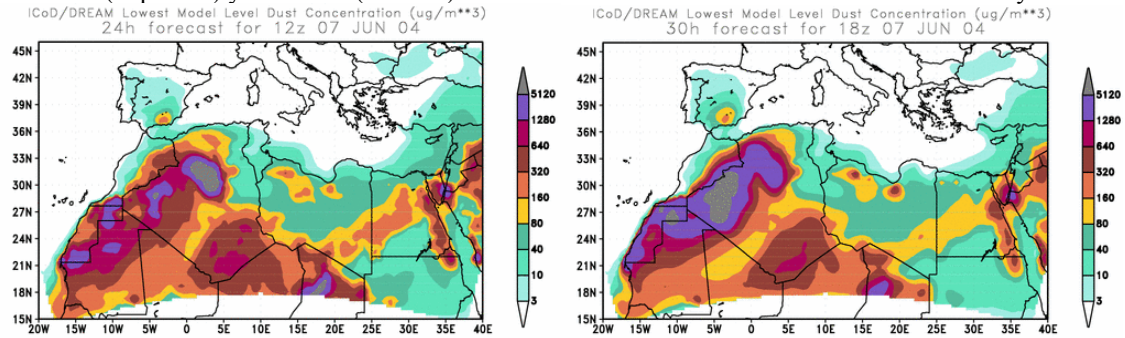 ICoD/DREAM Lowest Model Level Dust Concentration (ug/m**3)
24h forecast for 12z 07 JUN 04
45N
42N
39N
36N
33N
30N
27N
24N
21N
18N
15N
20W 15W 10W 5W 0 5E 10E 15E 20E 25E 30E 35E 40E
5120
1280
640
320
160
80
40
10
3
ICoD/DREAM Lowest Model Level Dust Concentration (ug/m**3)
30h forecast for 18z 07 JUN 04
45N
42N
39N
36N
33N
30N
27N
24N
21N
18N
15N
20W 15W 10W 5W 0 5E 10E 15E 20E 25E 30E 35E 40E
5120
1280
640
320
160
80
40
10
3